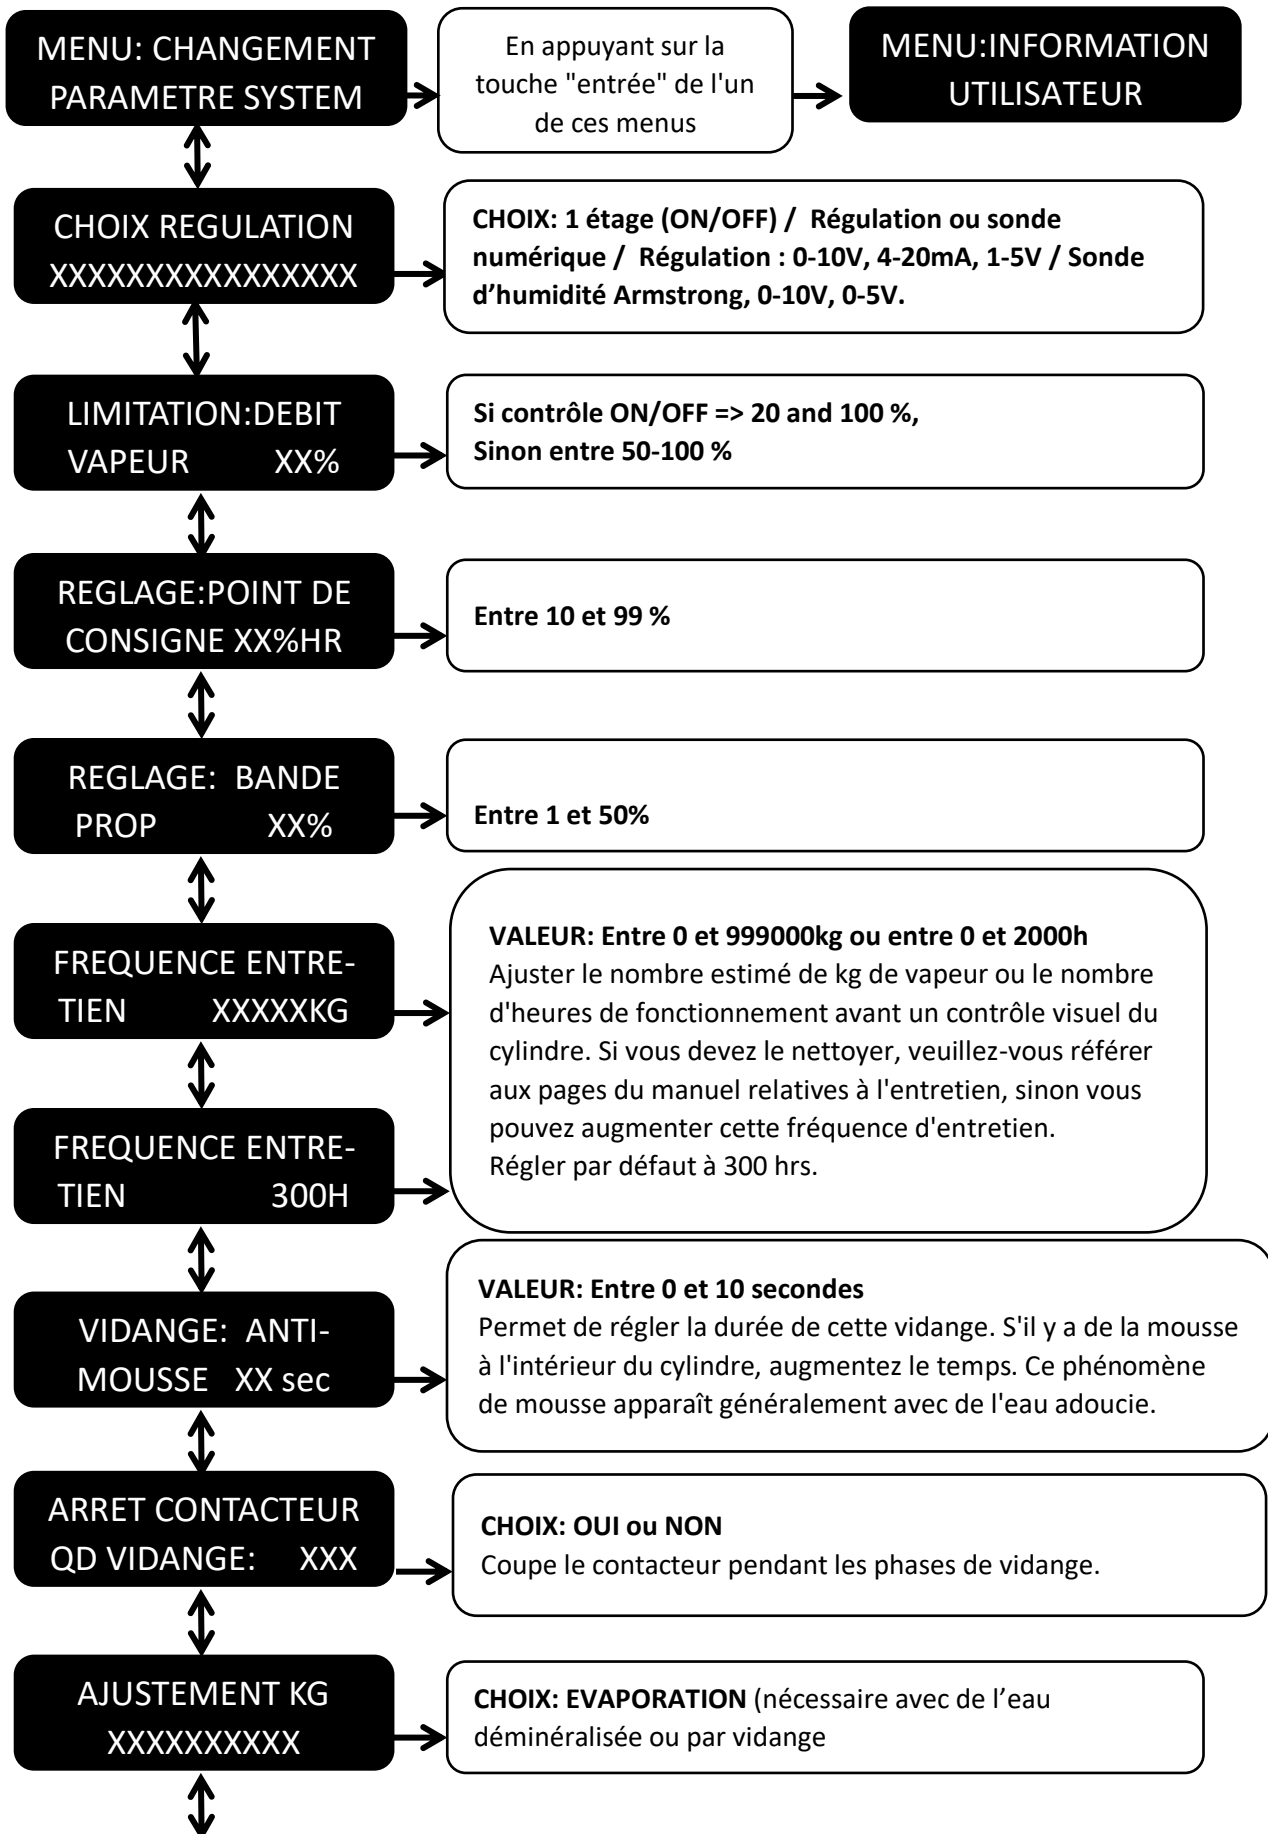 MENU: CHANGEMENT
PARAMETRE SYSTEM
En appuyant sur la
touche "entrée" de l'un
de ces menus
MENU:INFORMATION
UTILISATEUR
CHOIX REGULATION
XXXXXXXXXXXXXXXX
CHOIX: 1 étage (ON/OFF) / Régulation ou sonde
numérique / Régulation : 0-10V, 4-20mA, 1-5V / Sonde
d’humidité Armstrong, 0-10V, 0-5V.
LIMITATION:DEBIT
VAPEUR XX%
Si contrôle ON/OFF => 20 and 100 %,
Sinon entre 50-100 %
REGLAGE:POINT DE
CONSIGNE XX%HR
Entre 10 et 99 %
REGLAGE: BANDE
PROP XX%
Entre 1 et 50%
FREQUENCE ENTRE-
TIEN XXXXXKG
VALEUR: Entre 0 et 999000kg ou entre 0 et 2000h
Ajuster le nombre estimé de kg de vapeur ou le nombre
d'heures de fonctionnement avant un contrôle visuel du
cylindre. Si vous devez le nettoyer, veuillez-vous référer
aux pages du manuel relatives à l'entretien, sinon vous
pouvez augmenter cette fréquence d'entretien.
Régler par défaut à 300 hrs.
FREQUENCE ENTRE-
TIEN 300H
VIDANGE: ANTI-
MOUSSE XX sec
VALEUR: Entre 0 et 10 secondes
Permet de régler la durée de cette vidange. S'il y a de la mousse
à l'intérieur du cylindre, augmentez le temps. Ce phénomène
de mousse apparaît généralement avec de l'eau adoucie.
ARRET CONTACTEUR
QD VIDANGE: XXX
CHOIX: OUI ou NON
Coupe le contacteur pendant les phases de vidange.
AJUSTEMENT KG
XXXXXXXXXX
CHOIX: EVAPORATION (nécessaire avec de l’eau
déminéralisée ou par vidange